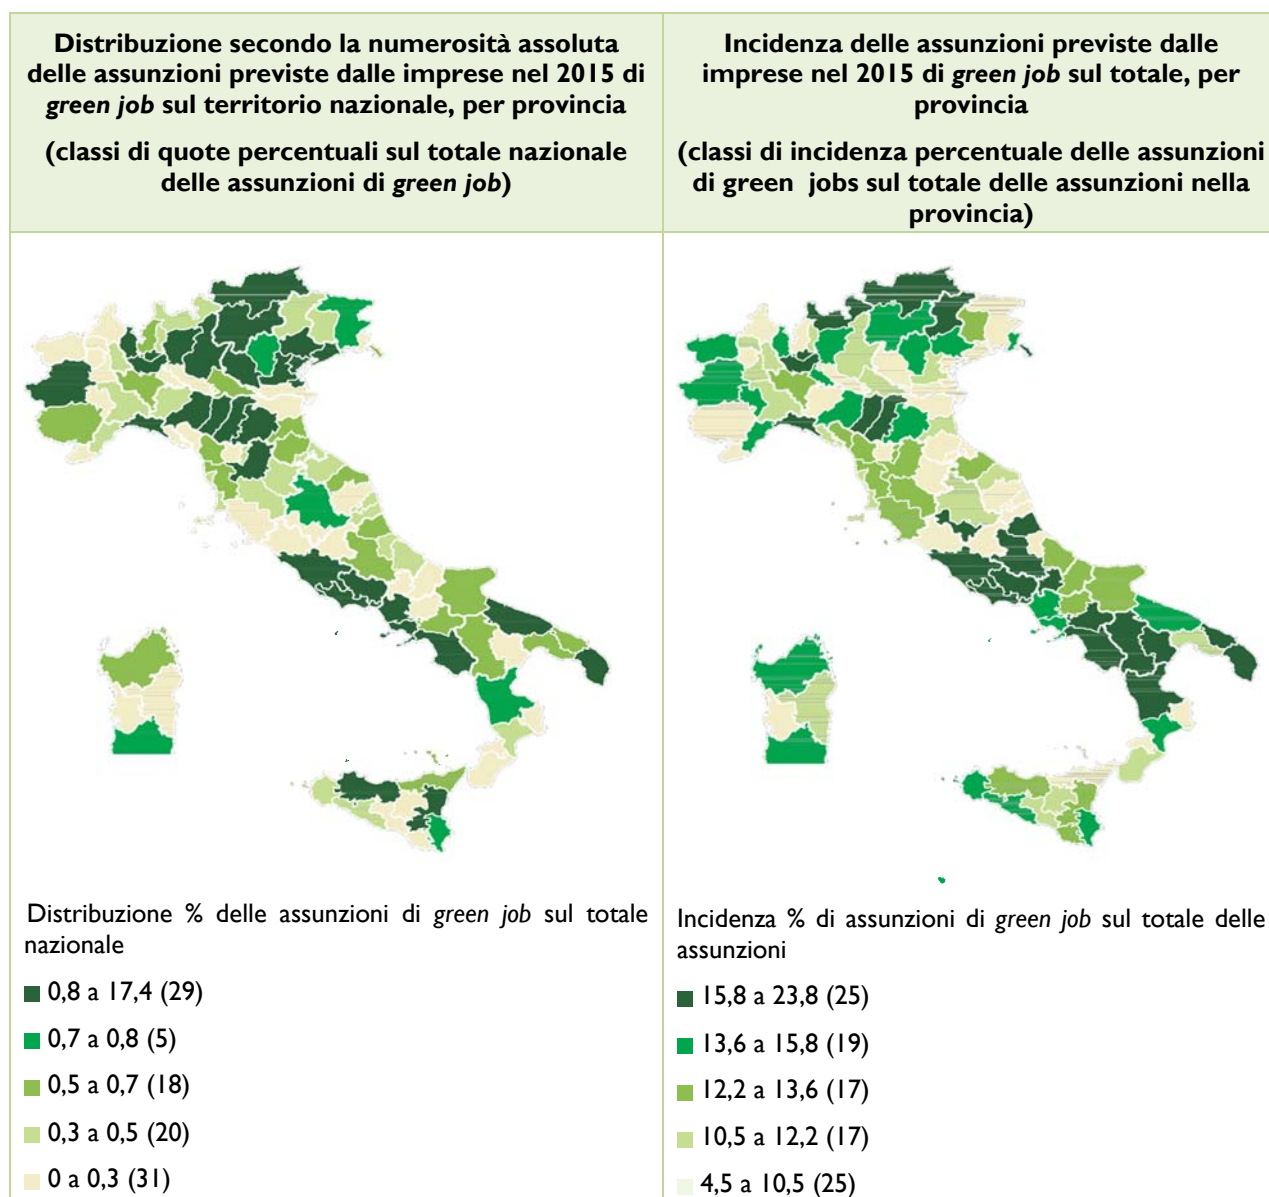 Distribuzione secondo la numerosità assoluta
delle assunzioni previste dalle imprese nel 2015 di
green job sul territorio nazionale, per provincia
(classi di quote percentuali sul totale nazionale
delle assunzioni di green job)
Incidenza delle assunzioni previste dalle
imprese nel 2015 di green job sul totale, per
provincia
(classi di incidenza percentuale delle assunzioni
di green jobs sul totale delle assunzioni nella
provincia)
Distribuzione % delle assunzioni di green job sul totale
nazionale
0,8 a 17,4 (29)
0,7 a 0,8 (5)
0,5 a 0,7 (18)
0,3 a 0,5 (20)
0 a 0,3 (31)
Incidenza % di assunzioni di green job sul totale delle
assunzioni
15,8 a 23,8 (25)
13,6 a 15,8 (19)
12,2 a 13,6 (17)
10,5 a 12,2 (17)
4,5 a 10,5 (25)